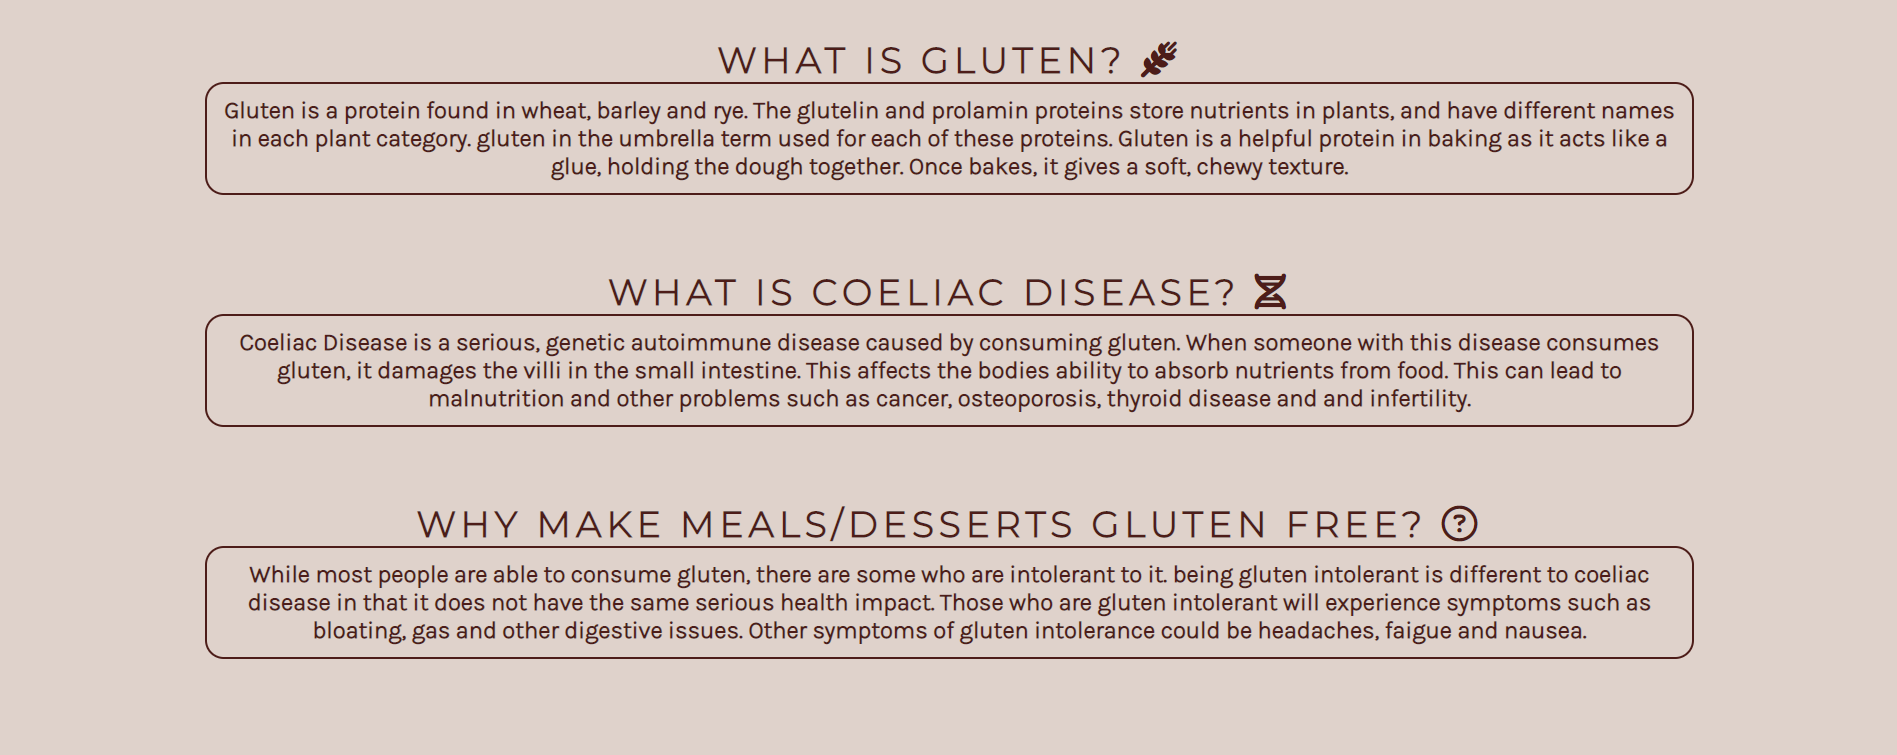 WHAT IS GLUTEN?
Gluten is a protein found in wheat, barley and rye. The glutelin and prolamin proteins store nutrients in plants, and have different names
in each plant category. gluten in the umbrella term used for each of these proteins. Gluten is a helpful protein in baking as it acts like a
glue, holding the dough together. Once bakes, it gives a soft, chewy texture.
WHAT IS COELIAC DISEASE?
Coeliac Disease is a serious, genetic autoimmune disease caused by consuming gluten. When someone with this disease consumes
gluten, it damages the villi in the small intestine. This affects the bodies ability to absorb nutrients from food. This can lead to
malnutrition and other problems such as cancer, osteoporosis, thyroid disease and and infertility.
WHY MAKE MEALS/DESSERTS GLUTEN FREE?
While most people are able to consume gluten, there are some who are intolerant to it. being gluten intolerant is different to coeliac
disease in that it does not have the same serious health impact. Those who are gluten intolerant will experience symptoms such as
bloating, gas and other digestive issues. Other symptoms of gluten intolerance could be headaches, faigue and nausea.